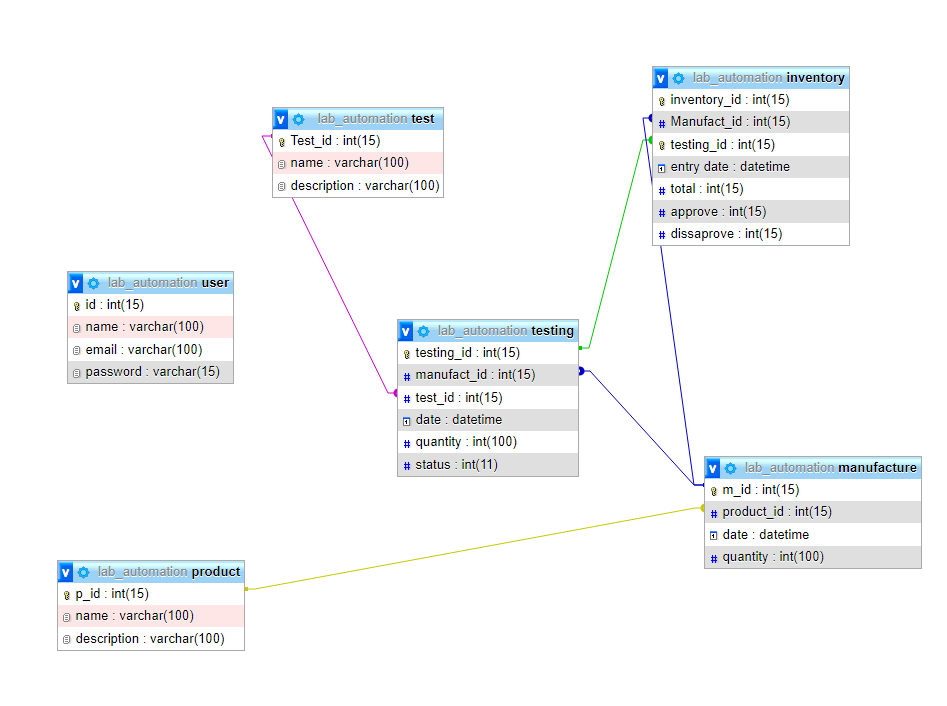 v lab_automation test
Test_id : int(15)
name : varchar(100)
description : varchar(100)
v lab_automation inventory
inventory_id : int(15)
# Manufact_id : int(15)
testing_id : int(15)
entry date : datetime
# total : int(15)
# approve : int(15)
# dissaprove : int(15)
v lab_automation user
id : int(15)
name : varchar(100)
email : varchar(100)
password : varchar(15)
v lab_automation testing
testing_id : int(15)
# manufact_id : int(15)
# test_id : int(15)
date : datetime
# quantity : int(100)
# status : int(11)
v lab_automation manufacture
m_id : int(15)
# product_id : int(15)
date : datetime
# quantity : int(100)
v lab_automation product
p_id : int(15)
name : varchar(100)
description : varchar(100)